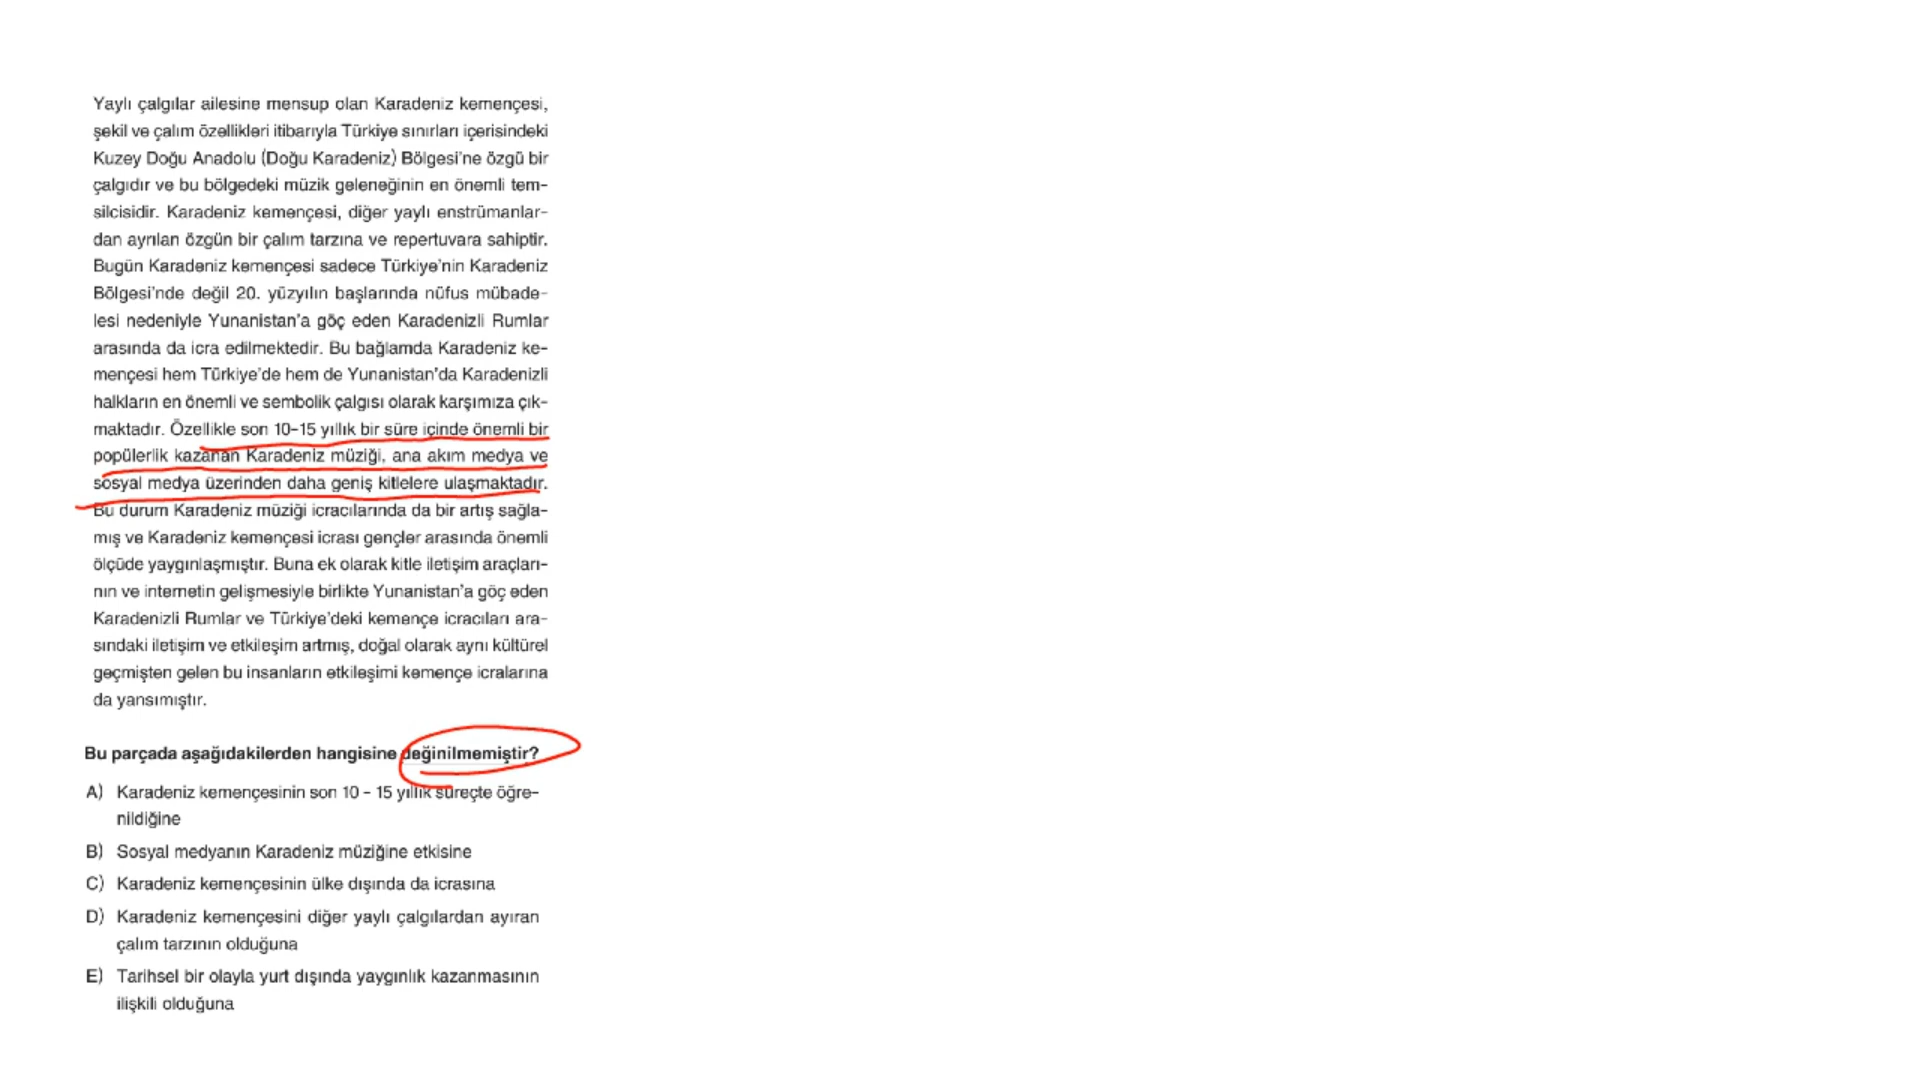 Yaylı çalgılar ailesine mensup olan Karadeniz kemençesi,
şekil ve çalım özellikleri itibarıyla Türkiye sınırları içerisindeki
Kuzey Doğu Anadolu (Doğu Karadeniz) Bölgesi'ne özgü bir
çalgıdır ve bu bölgedeki müzik geleneğinin en önemli tem-
silcisidir. Karadeniz kemençesi, diğer yaylı enstrümanlar-
dan ayrılan özgün bir çalım tarzına ve repertuvara sahiptir.
Bugün Karadeniz kemençesi sadece Türkiye'nin Karadeniz
Bölgesi'nde değil 20. yüzyılın başlarında nüfus mübade-
lesi nedeniyle Yunanistan'a göç eden Karadenizli Rumlar
arasında da icra edilmektedir. Bu bağlamda Karadeniz ke-
mençesi hem Türkiye'de hem de Yunanistan'da Karadenizli
halkların en önemli ve sembolik çalgısı olarak karşımıza çık-
maktadır. Özellikle son 10-15 yıllık bir süre içinde önemli bir
popülerlik kazanan Karadeniz müziği, ana akım medya ve
sosyal medya üzerinden daha geniş kitlelere ulaşmaktadır.
Bu durum Karadeniz müziği icracılarında da bir artış sağla-
mış ve Karadeniz kemençesi icrası gençler arasında önemli
ölçüde yaygınlaşmıştır. Buna ek olarak kitle iletişim araçları-
nın ve internetin gelişmesiyle birlikte Yunanistan'a göç eden
Karadenizli Rumlar ve Türkiye'deki kemençe icracıları ara-
sındaki iletişim ve etkileşim artmış, doğal olarak aynı kültürel
geçmişten gelen bu insanların etkileşimi kemençe icralarına
da yansımıştır.
Bu parçada aşağıdakilerden hangisine değinilmemiştir?
A) Karadeniz kemençesinin son 10 - 15 yıllık süreçte öğre-
nildiğine
B) Sosyal medyanın Karadeniz müziğine etkisine
C) Karadeniz kemençesinin ülke dışında da icrasına
D) Karadeniz kemençesini diğer yaylı çalgılardan ayıran
çalım tarzının olduğuna
E) Tarihsel bir olayla yurt dışında yaygınlık kazanmasının
ilişkili olduğuna